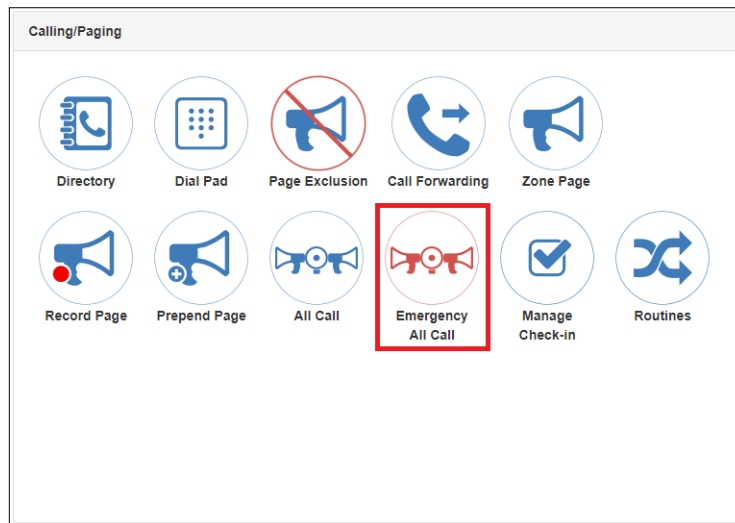 Calling/Paging
Directory
Dial Pad
Page Exclusion
Call Forwarding
Zone Page
Record Page
Prepend Page
All Call
Emergency
All Call
Manage
Check-in
Routines